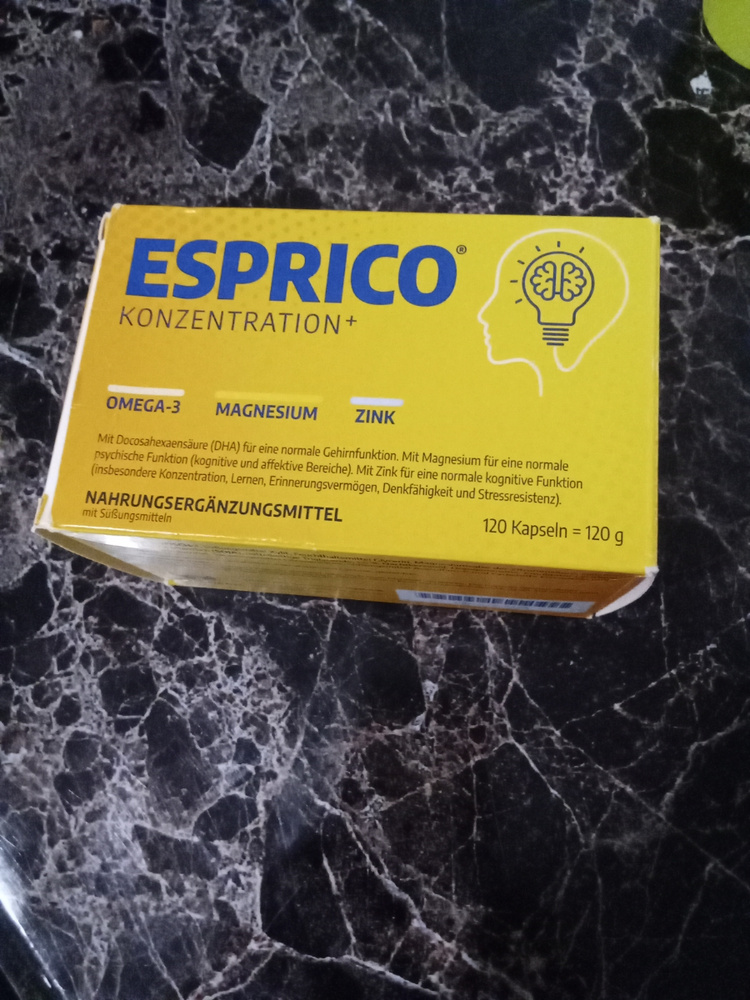 ESPRICO®
KONZENTRATION+
OMEGA-3 MAGNESIUM ZINK
Mit Docosahexaensäure (DHA) für eine normale Gehirnfunktion. Mit Magnesium für eine normale
psychische Funktion (kognitive und affektive Bereiche). Mit Zink für eine normale kognitive Funktion
(insbesondere Konzentration, Lernen, Erinnerungsvermögen, Denkfähigkeit und Stressresistenz).
NAHRUNGSERGÄNZUNGSMITTEL
mit Süßungsmitteln
120 Kapseln = 120 g